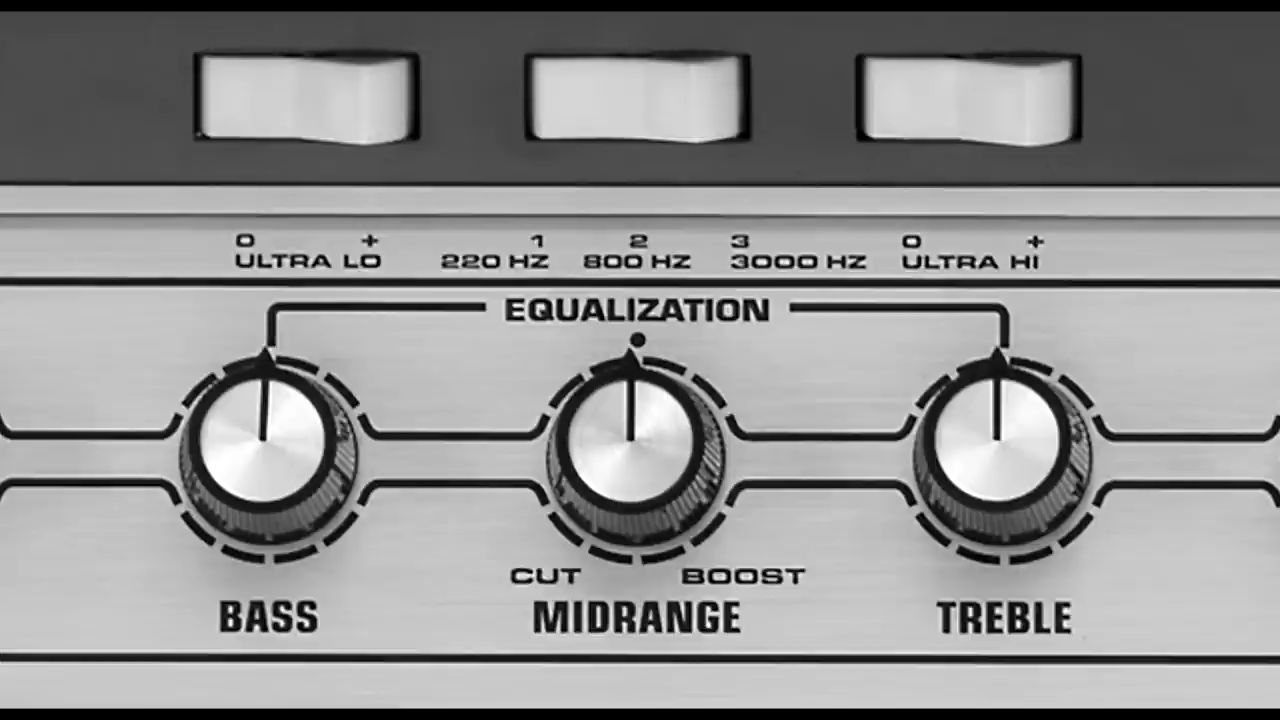 0 + 1 2 3 0 +
ULTRA LO 220 HZ 800 HZ 3000 HZ ULTRA HI
EQUALIZATION
CUT BOOST
BASS MIDRANGE TREBLE